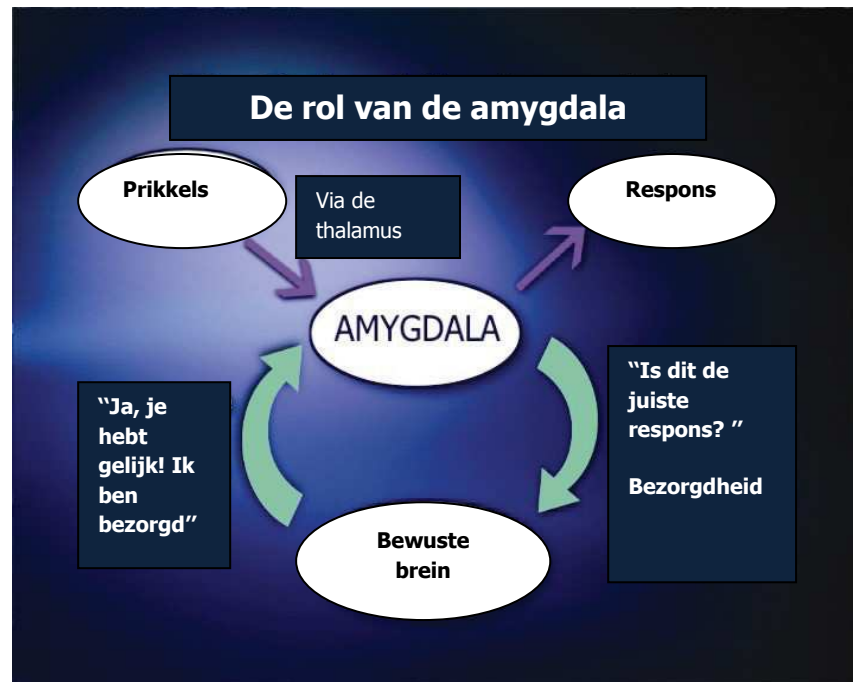 De rol van de amygdala
Prikkels
Via de
thalamus
Respons
AMYGDALA
“Ja, je
hebt
gelijk! Ik
ben
bezorgd”
“Is dit de
juiste
respons? ”
Bezorgdheid
Bewuste
brein